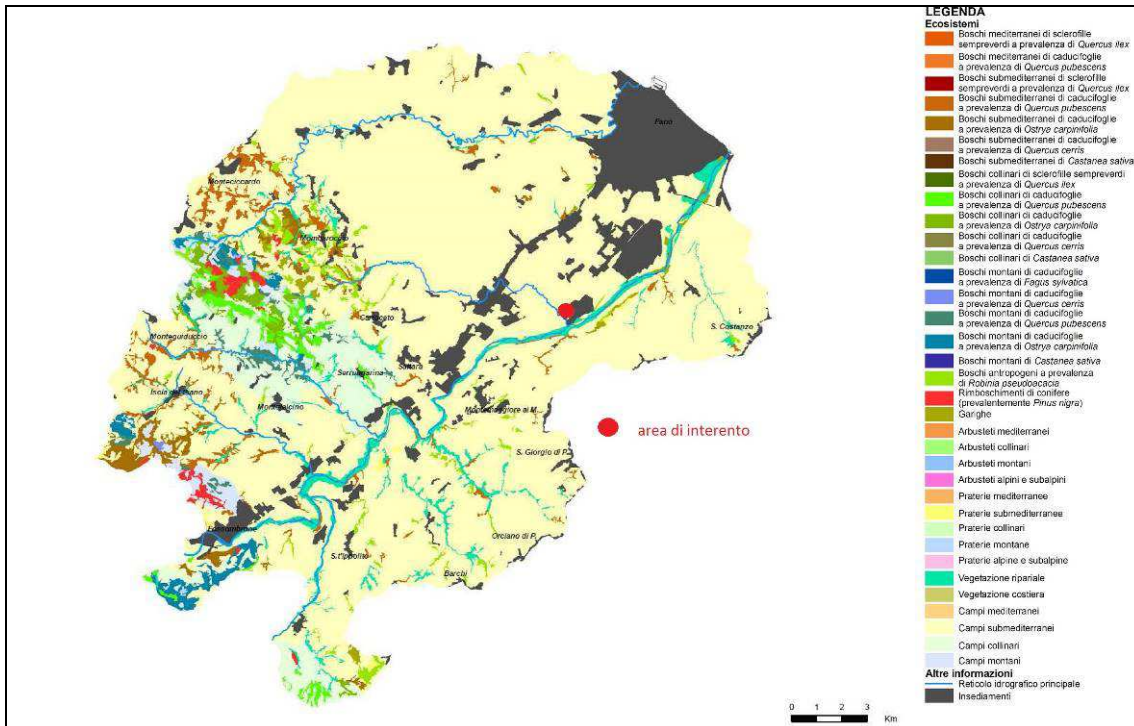 LEGENDA
Ecosistemi
Boschi mediterranei di sclerofille
sempreverdi a prevalenza di Quercus ilex
Boschi mediterranei di caducifoglie
a prevalenza di Quercus pubescens
Boschi submediterranei di sclerofille
sempreverdi a prevalenza di Quercus ilex
Boschi submediterranei di caducifoglie
a prevalenza di Quercus pubescens
Boschi submediterranei di caducifoglie
a prevalenza di Ostrya carpinifolia
Boschi submediterranei di caducifoglie
a prevalenza di Quercus cerris
Boschi submediterranei di Castanea sativa
Boschi collinari di sclerofille sempreverdi
a prevalenza di Quercus ilex
Boschi collinari di caducifoglie
a prevalenza di Quercus pubescens
Boschi collinari di caducifoglie
a prevalenza di Ostrya carpinifolia
Boschi collinari di caducifoglie
a prevalenza di Quercus cerris
Boschi collinari di Castanea sativa
Boschi montani di caducifoglie
a prevalenza di Fagus sylvatica
Boschi montani di caducifoglie
a prevalenza di Quercus cerris
Boschi montani di caducifoglie
a prevalenza di Quercus pubescens
Boschi montani di caducifoglie
a prevalenza di Ostrya carpinifolia
Boschi montani di Castanea sativa
Boschi antropogeni a prevalenza
di Robinia pseudoacacia
Rimboschimenti di conifere
(prevalentemente Pinus nigra)
Garighe
Arbusteti mediterranei
Arbusteti collinari
Arbusteti montani
Arbusteti alpini e subalpini
Praterie mediterranee
Praterie submediterranee
Praterie collinari
Praterie montane
Praterie alpine e subalpine
Vegetazione ripariale
Vegetazione costiera
Campi mediterranei
Campi submediterranei
Campi collinari
Campi montani
Altre informazioni
Reticolo idrografico principale
Insediamenti
Fano
Monteciccardo
Mombaroccio
Cartoceto
S. Costanzo
Monteguiduccio
Saltara
Serrungarina
Isola del Piano
Montefelcino
Montemaggiore al M.
area di interento
S. Giorgio di P.
Fossombrone
Orciano di P.
S.t'Ippolito
Barchi
0 1 2 3
Km